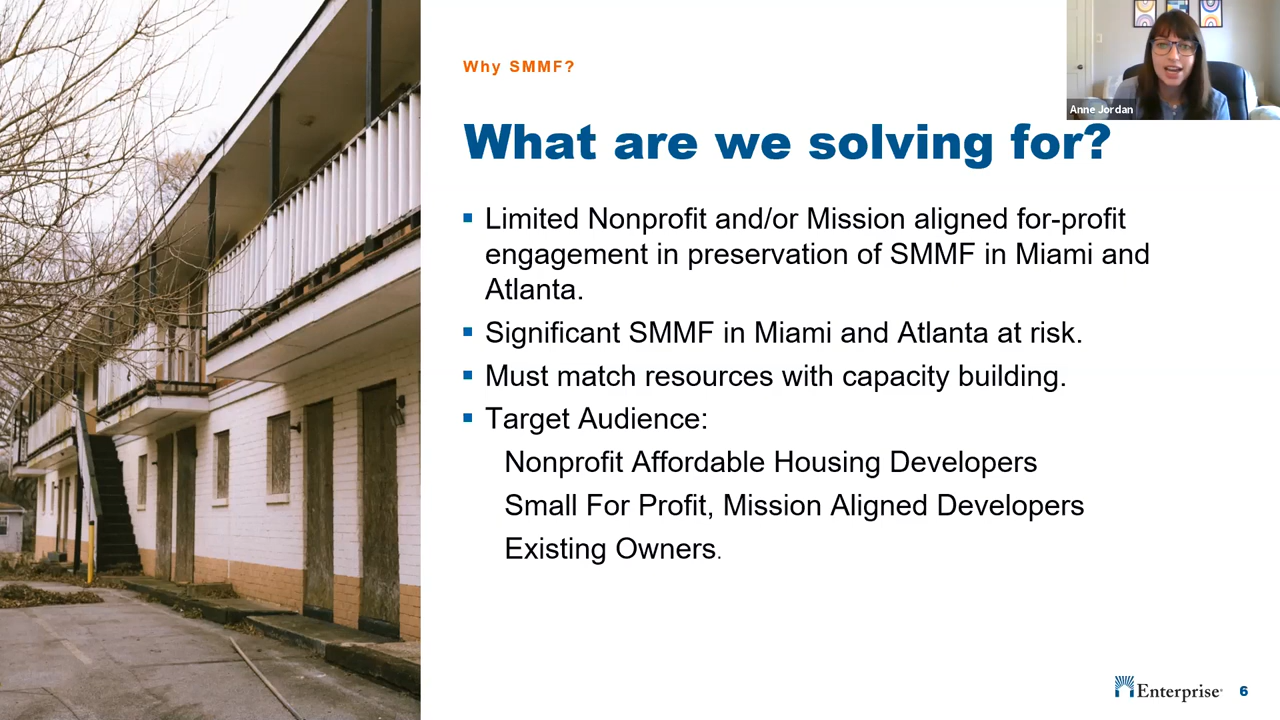 Why SMMF?
Anne Jordan
What are we solving for?
▪ Limited Nonprofit and/or Mission aligned for-profit
engagement in preservation of SMMF in Miami and
Atlanta.
▪ Significant SMMF in Miami and Atlanta at risk.
▪ Must match resources with capacity building.
▪ Target Audience:
Nonprofit Affordable Housing Developers
Small For Profit, Mission Aligned Developers
Existing Owners.
Enterprise 6